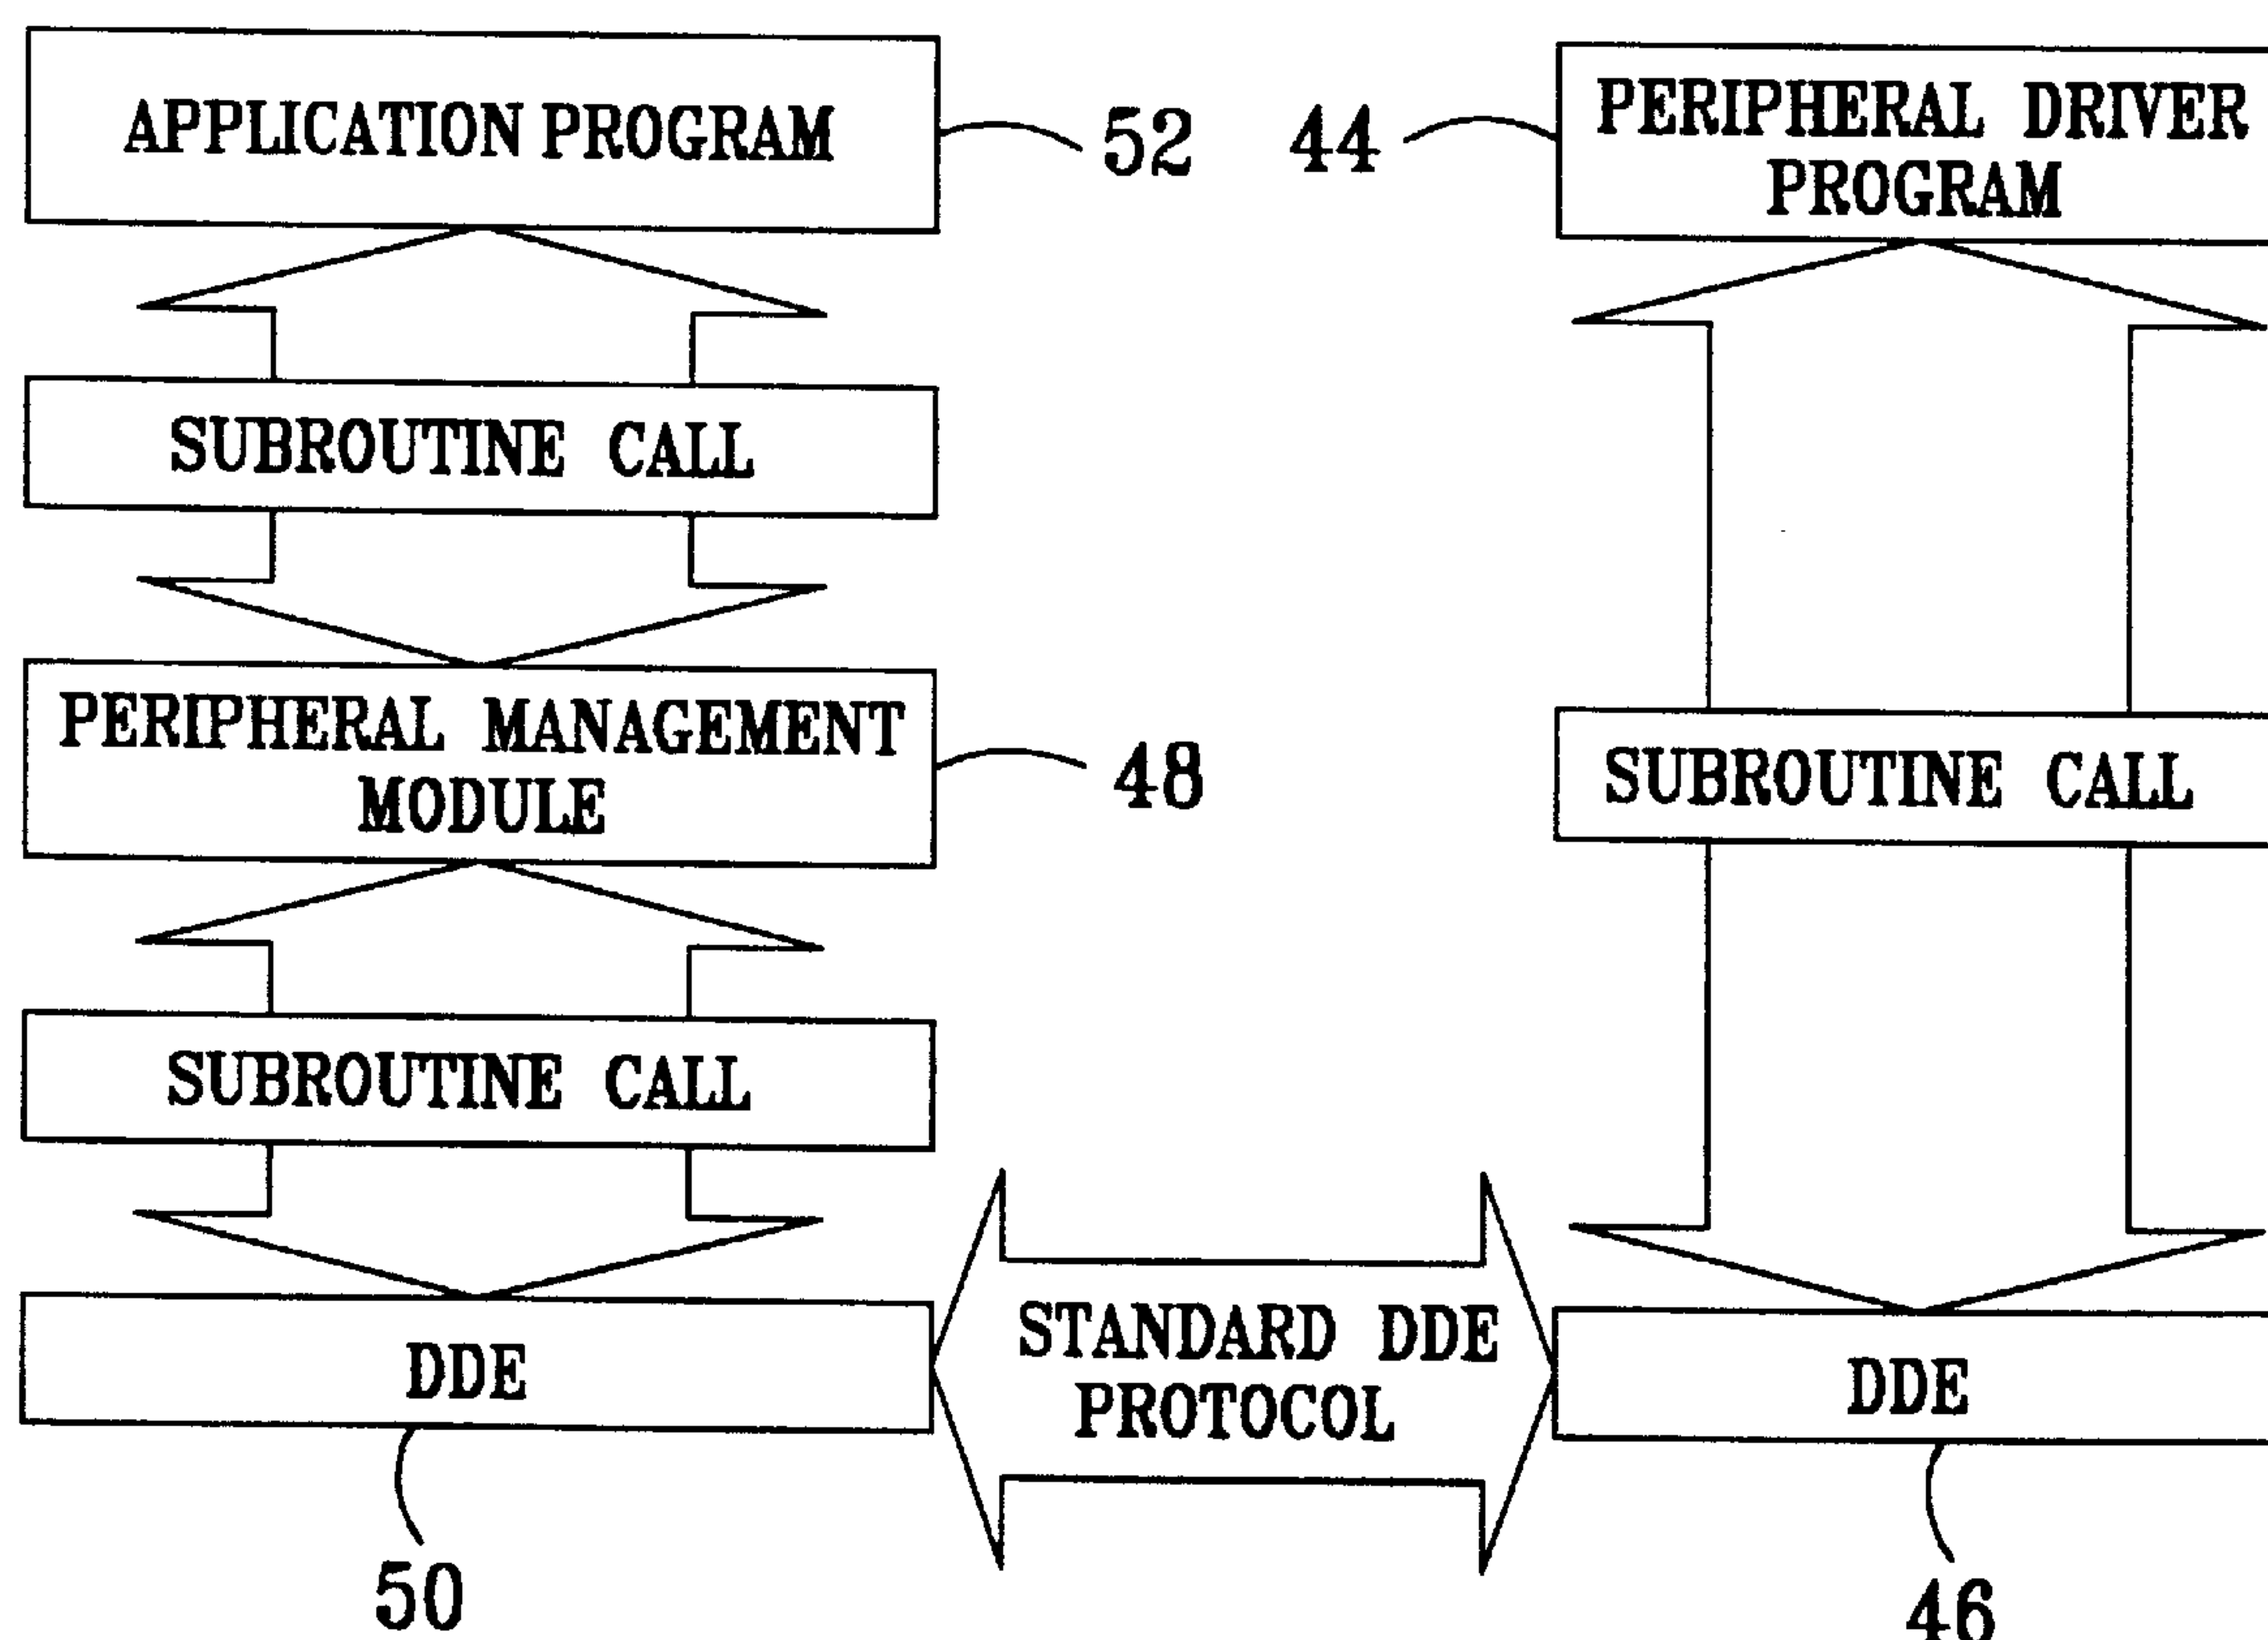 APPLICATION PROGRAM
52
44
PERIPHERAL DRIVER
PROGRAM
SUBROUTINE CALL
PERIPHERAL MANAGEMENT
MODULE
48
SUBROUTINE CALL
SUBROUTINE CALL
STANDARD DDE
PROTOCOL
DDE
DDE
50
46